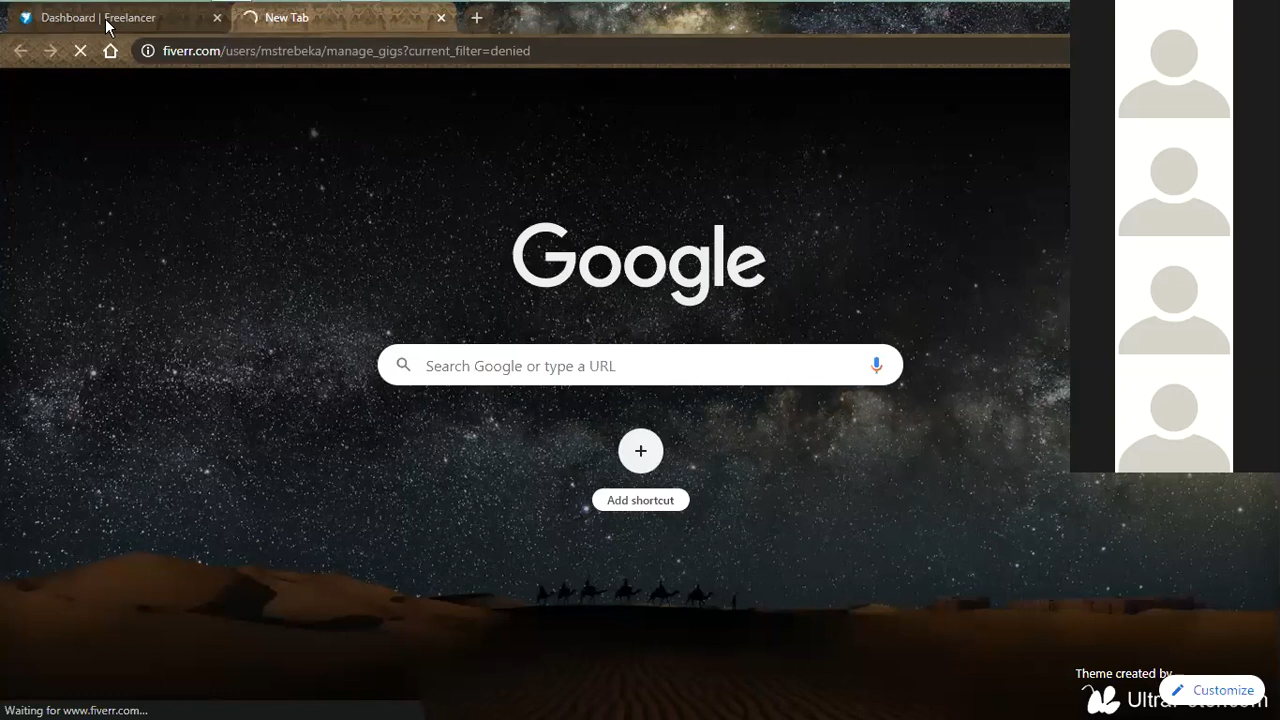 Dashboard | Freelancer
New Tab
fiverr.com/users/mstrebeka/manage_gigs?current_filter=denied
Google
Search Google or type a URL
Add shortcut
Theme created by
Customize
Waiting for www.fiverr.com...